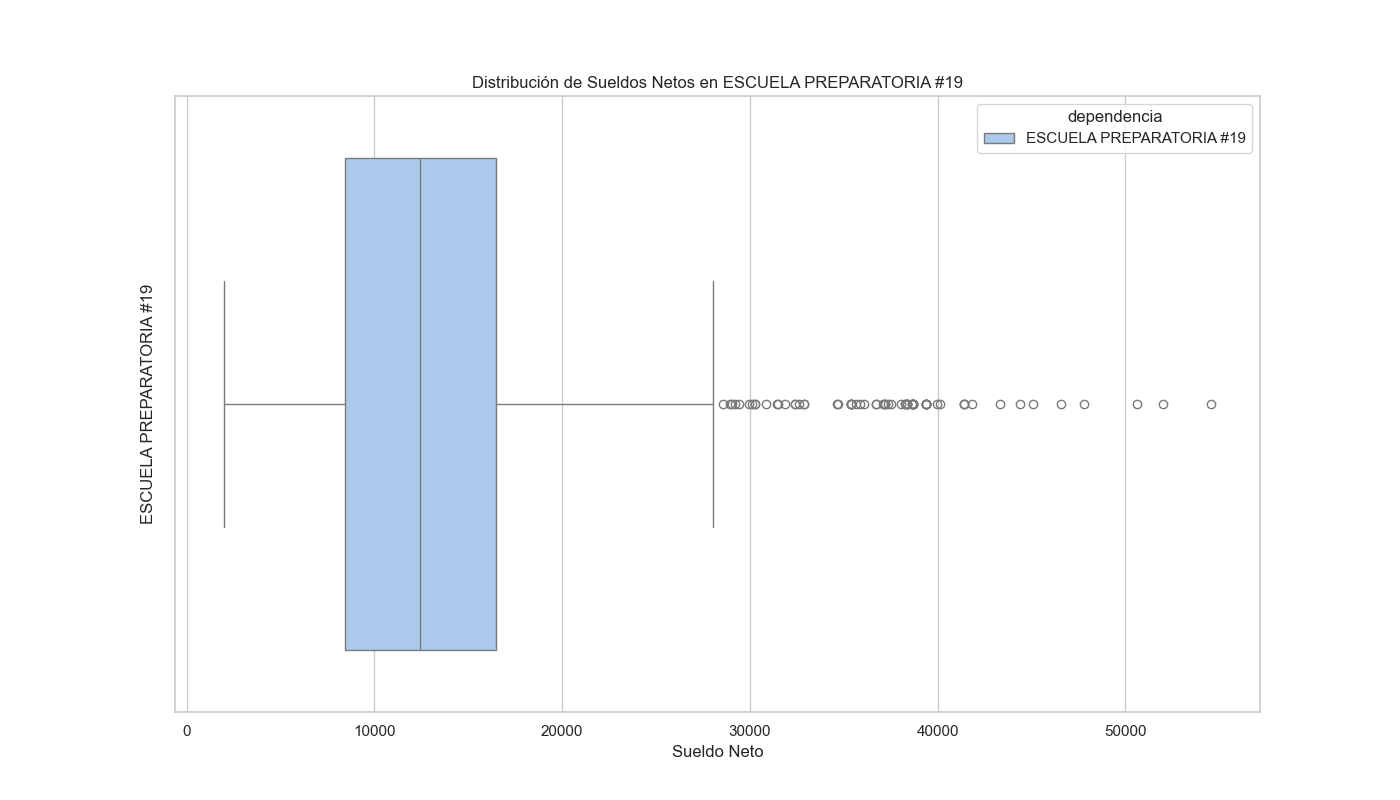 Distribución de Sueldos Netos en ESCUELA PREPARATORIA #19
dependencia
ESCUELA PREPARATORIA #19
ESCUELA PREPARATORIA #19
0
10000
20000
30000
40000
50000
Sueldo Neto